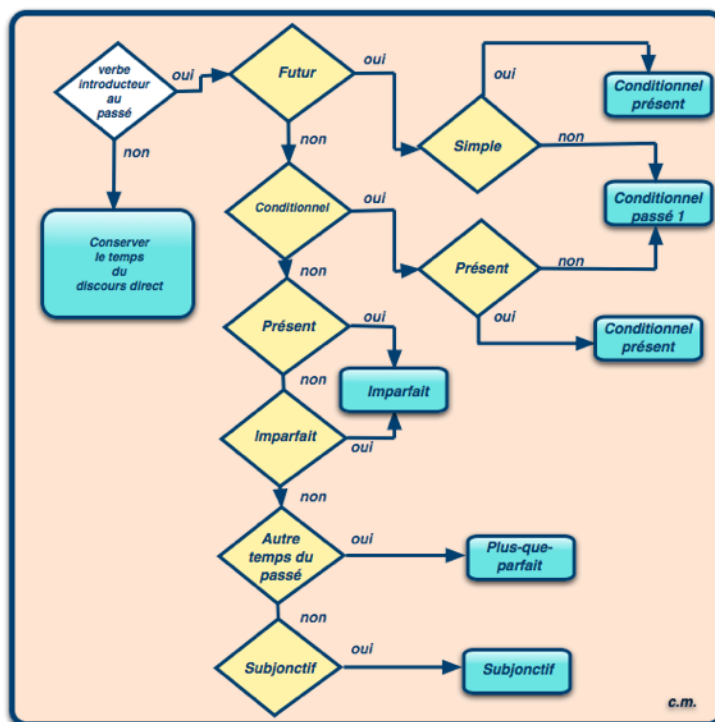 verbe
introducteur
au
passé
oui
Futur
oui
oui
Conditionnel
présent
non
non
Simple
non
Conditionnel
passé 1
Conserver
le temps
du
discours direct
Conditionnel
oui
non
Présent
non
oui
Conditionnel
présent
Présent
oui
non
Imparfait
Imparfait
oui
non
Autre
temps du
passé
oui
Plus-que-
parfait
non
Subjonctif
oui
Subjonctif
c.m.